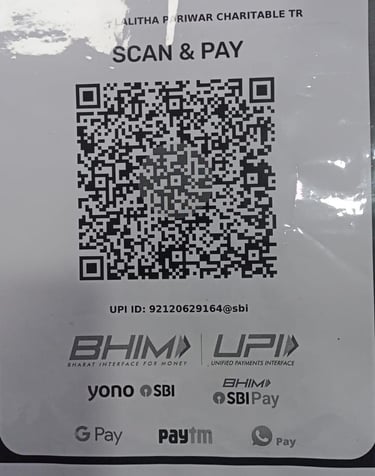 LALITHA PARIWAR CHARITABLE TR
SCAN & PAY
UPI ID: 92120629164@sbi
BHIM UPI
BHARAT INTERFACE FOR MONEY UNIFIED PAYMENTS INTERFACE
yono SBI
BHIM
SBI Pay
G Pay paytm Pay